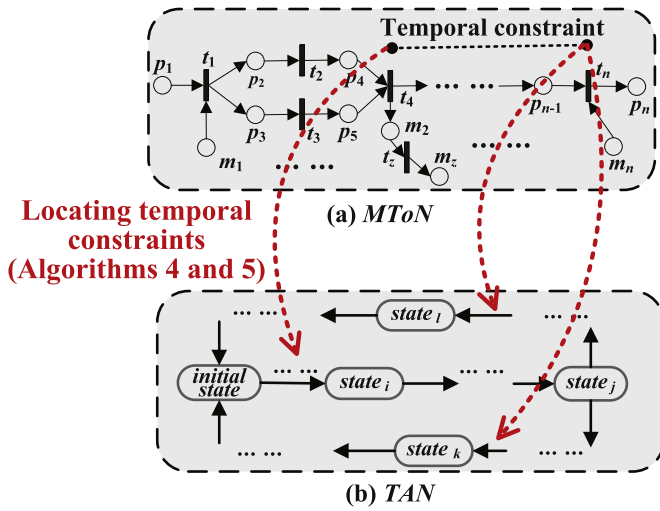 Temporal constraint
p1 t1 p2 t2 p4 t4 … … pn-1 tn pn
p3 t3 p5 m2
m1 … … tz mz … … mn
(a) MToN
Locating temporal
constraints
(Algorithms 4 and 5)
… … state l … …
initial
state
… … state i … … state j
… … state k … …
(b) TAN